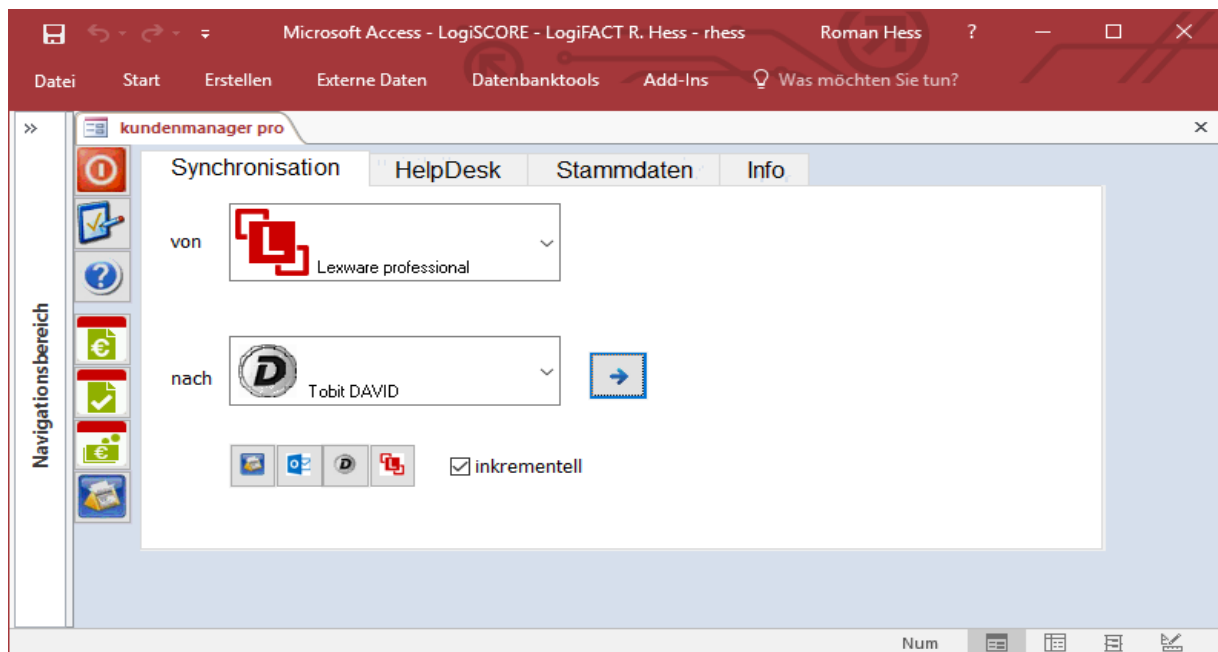 Microsoft Access - LogiSCORE - LogiFACT R. Hess - rhess Roman Hess ?
Datei Start Erstellen Externe Daten Datenbanktools Add-Ins Was möchten Sie tun?
» kundenmanager pro
Synchronisation HelpDesk Stammdaten Info
von L Lexware professional
?
Navigationsbereich
€
nach D Tobit DAVID
€
inkrementell
Num